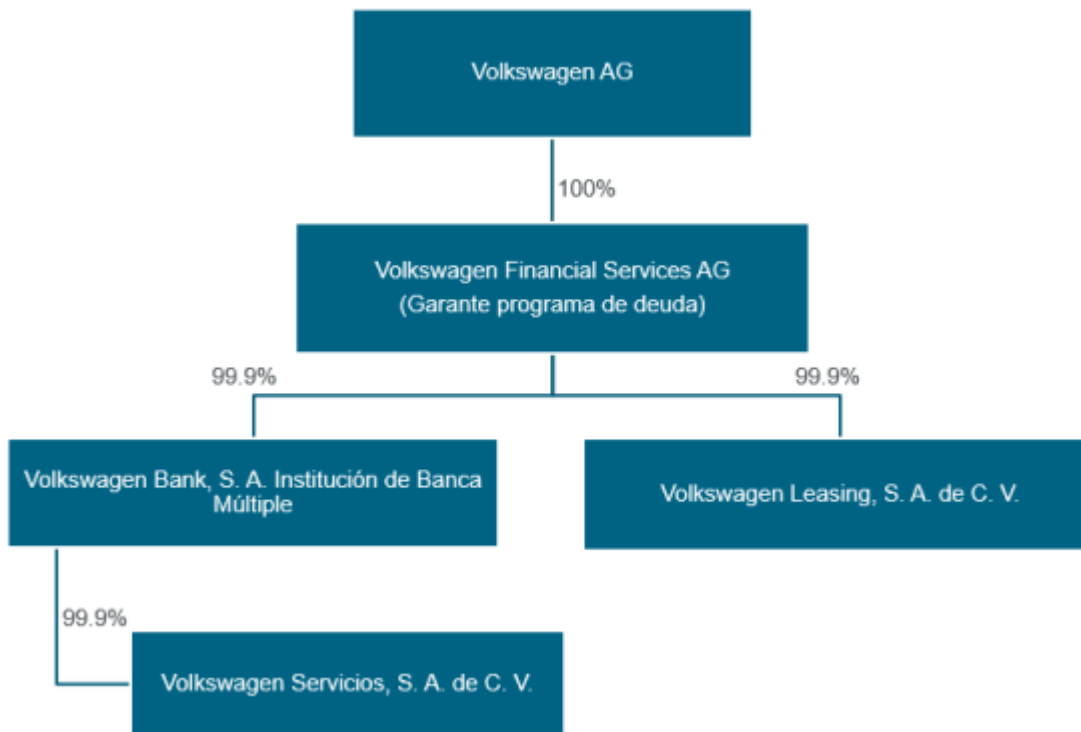 Volkswagen AG
100%
Volkswagen Financial Services AG
(Garante programa de deuda)
99.9%
99.9%
Volkswagen Bank, S. A. Institución de Banca
Múltiple
Volkswagen Leasing, S. A. de C. V.
99.9%
Volkswagen Servicios, S. A. de C. V.